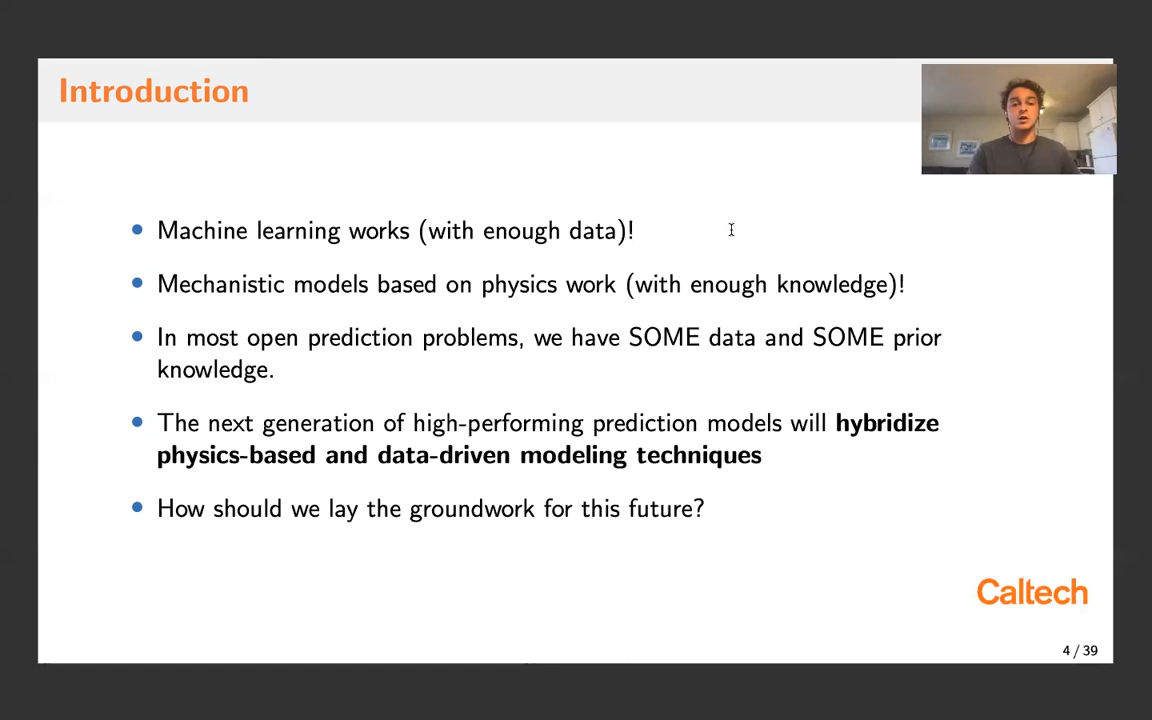 Introduction
Machine learning works (with enough data)!
Mechanistic models based on physics work (with enough knowledge)!
In most open prediction problems, we have SOME data and SOME prior
knowledge.
The next generation of high-performing prediction models will hybridize
physics-based and data-driven modeling techniques
How should we lay the groundwork for this future?
Caltech
4 / 39